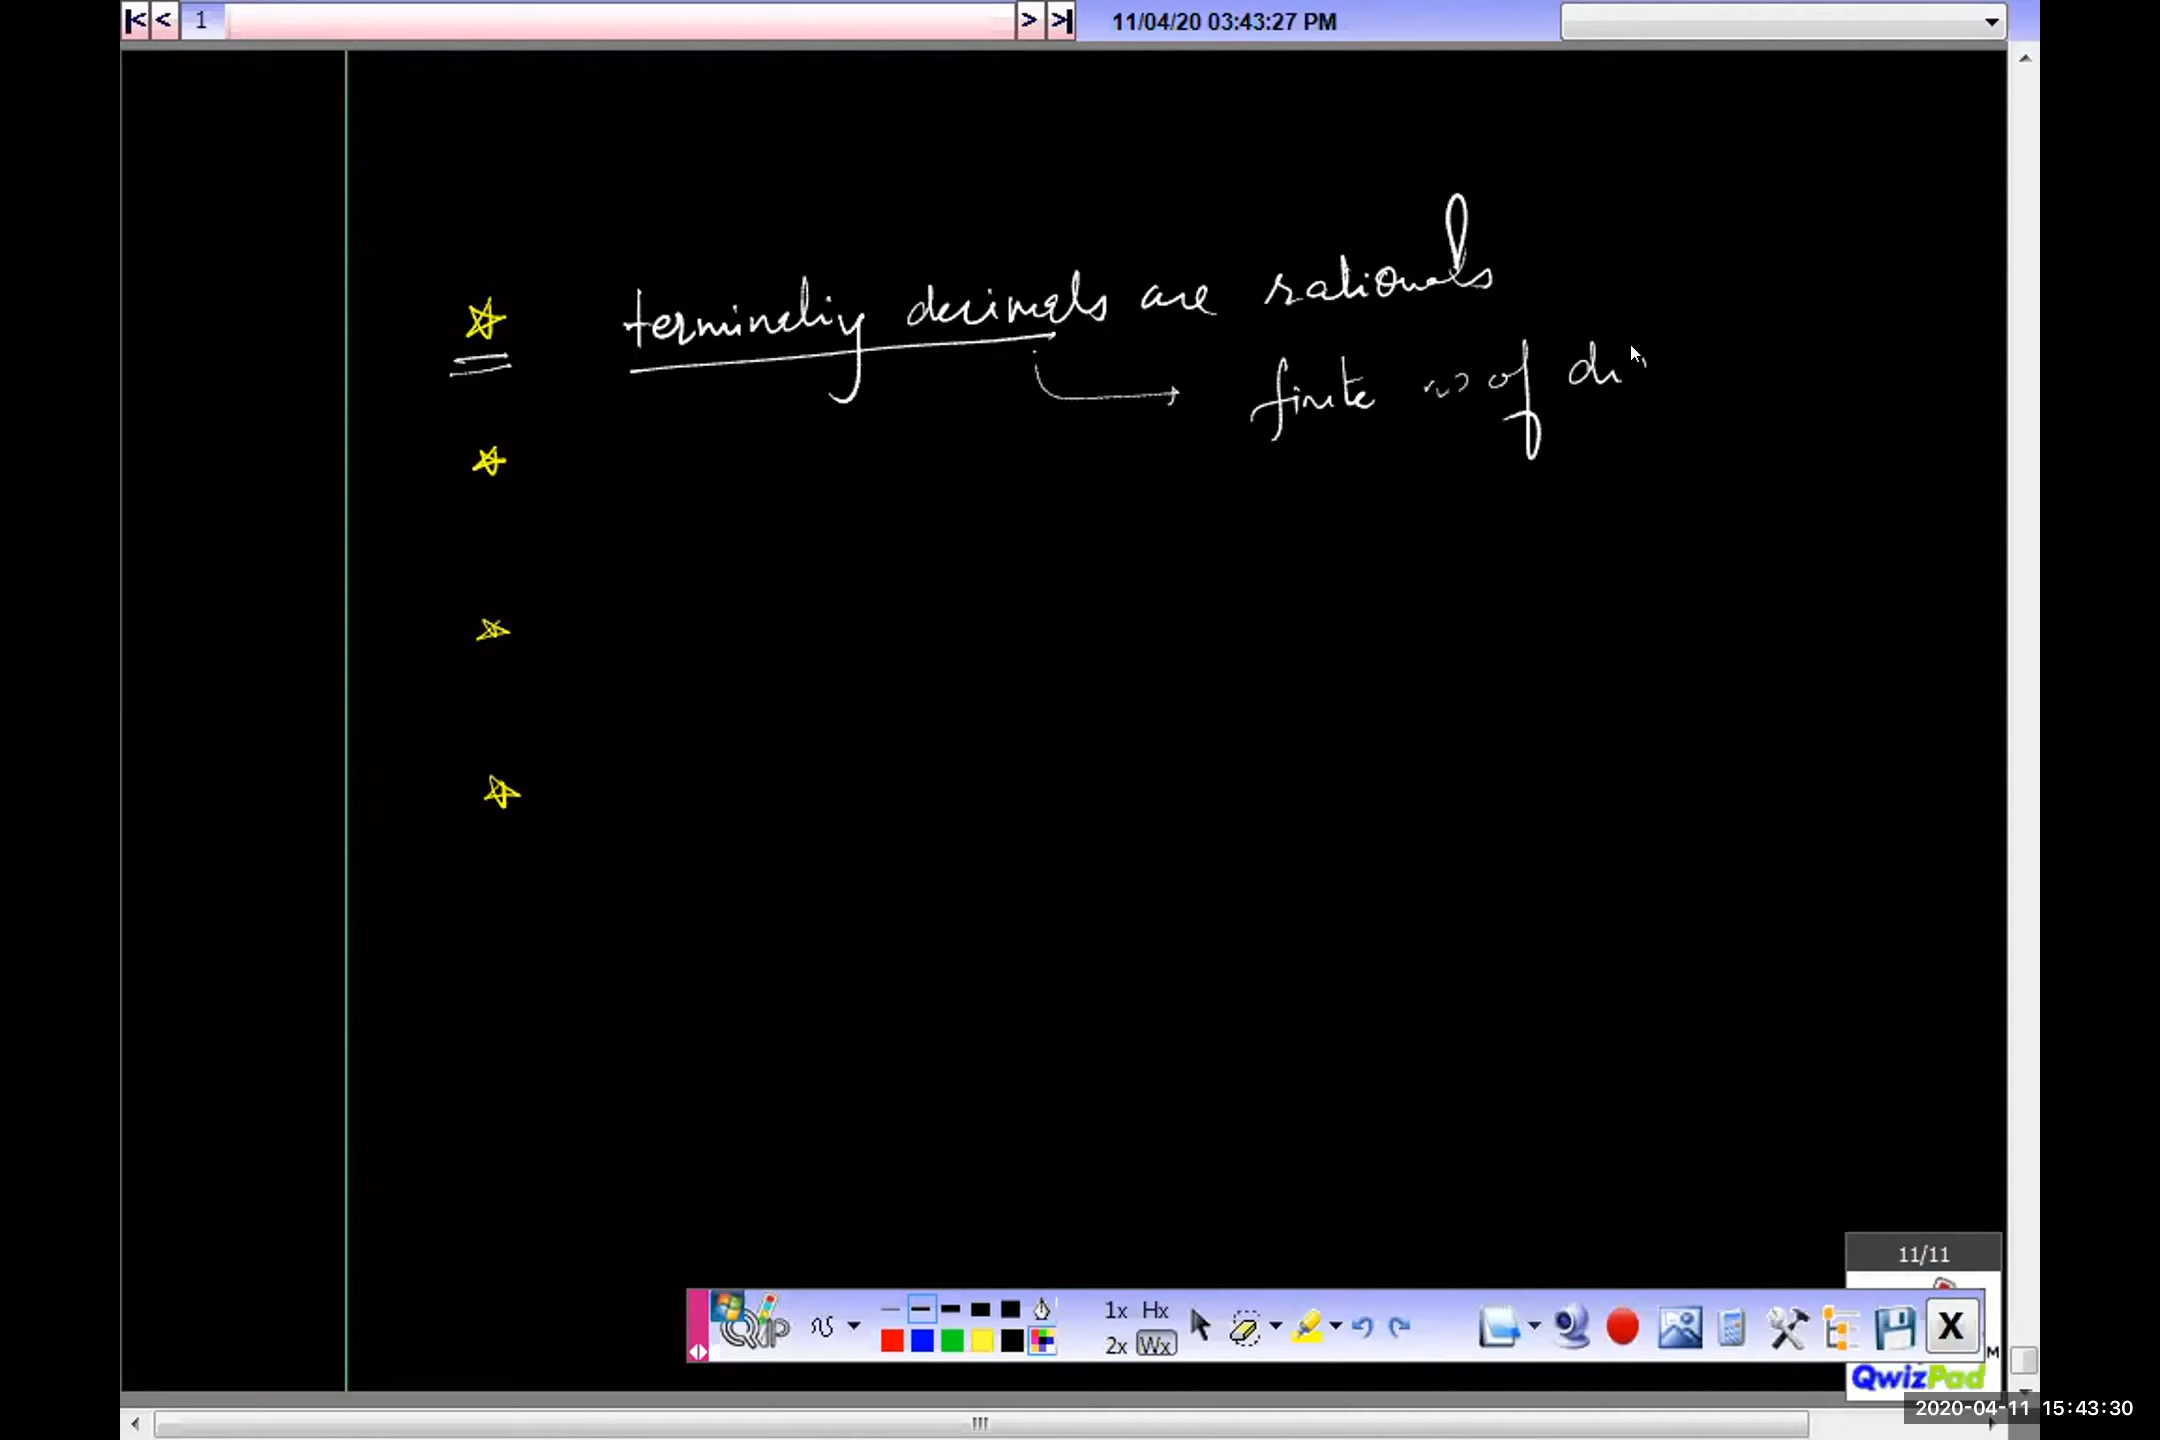 1 11/04/20 03:43:27 PM
terminating decimals are rationals
finite no of di
11/11
1x Hx
2x Wx
QwizPad
2020-04-11 15:43:30